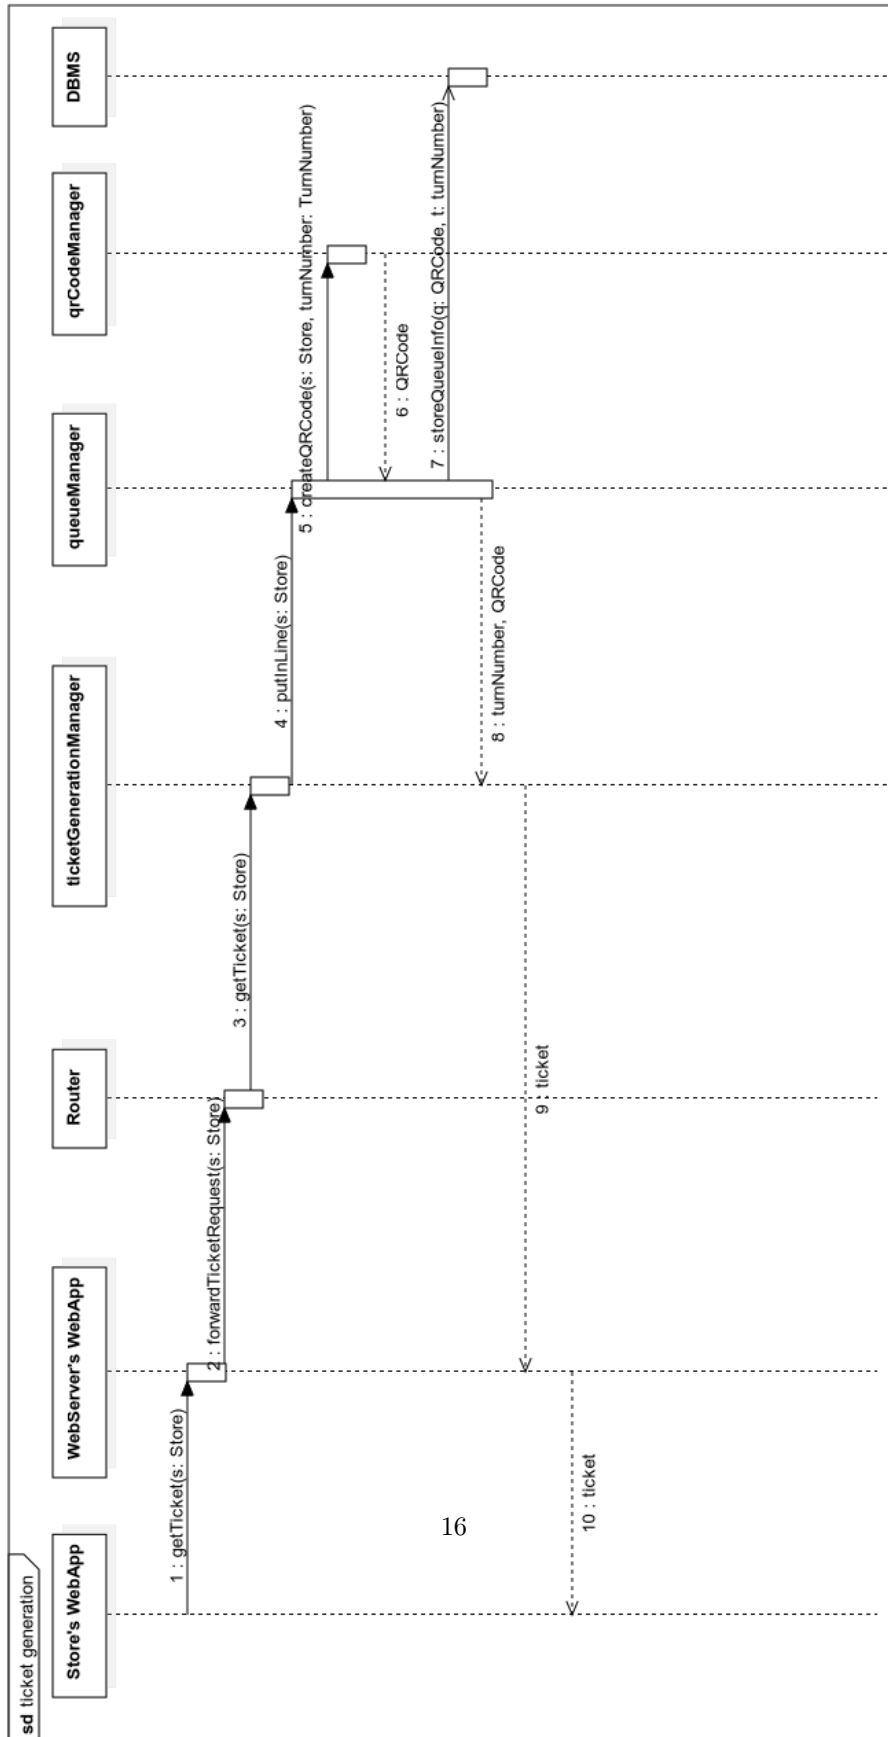 sd ticket generation
Store's WebApp
WebServer's WebApp
Router
ticketGenerationManager
queueManager
qrCodeManager
DBMS
1 : getTicket(s: Store)
2 : forwardTicketRequest(s: Store)
3 : getTicket(s: Store)
4 : putInLine(s: Store)
5 : createQRCode(s: Store, turnNumber: TurnNumber)
6 : QRCode
7 : storeQueueInfo(q: QRCode, t: turnNumber)
8 : turnNumber, QRCode
9 : ticket
10 : ticket
16